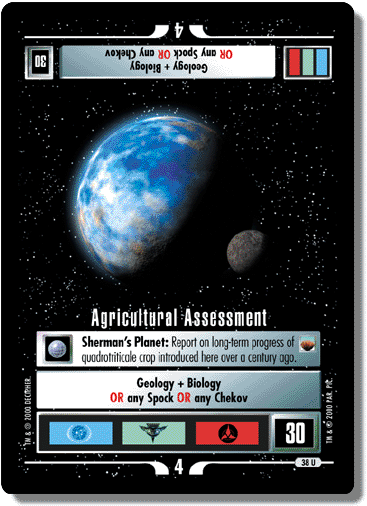 4
30
Geology + Biology
OR any Spock OR any Chekov
Agricultural Assessment
Sherman's Planet: Report on long-term progress of
quadrotriticale crop introduced here over a century ago.
Geology + Biology
OR any Spock OR any Chekov
30
TM & © 2000 DECIPHER.
TM & © 2000 PAR. PIC.
4
38 U